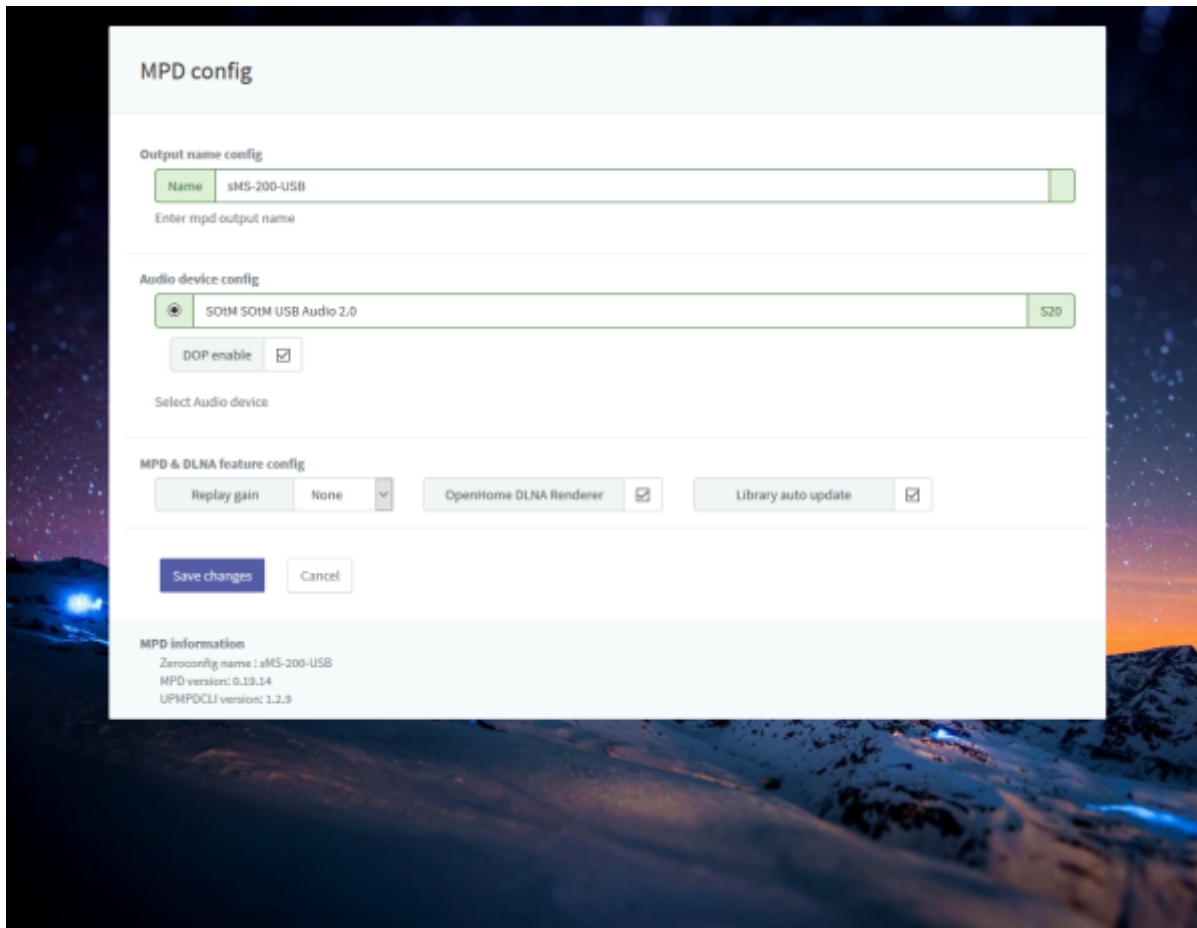 MPD config
Output name config
Name sMS-200-USB
Enter mpd output name
Audio device config
SOtM SOtM USB Audio 2.0 S20
DOP enable
Select Audio device
MPD & DLNA feature config
Replay gain None OpenHome DLNA Renderer Library auto update
Save changes Cancel
MPD information
Zeroconfig name : sMS-200-USB
MPD version: 0.19.14
UPMPDCLI version: 1.2.9